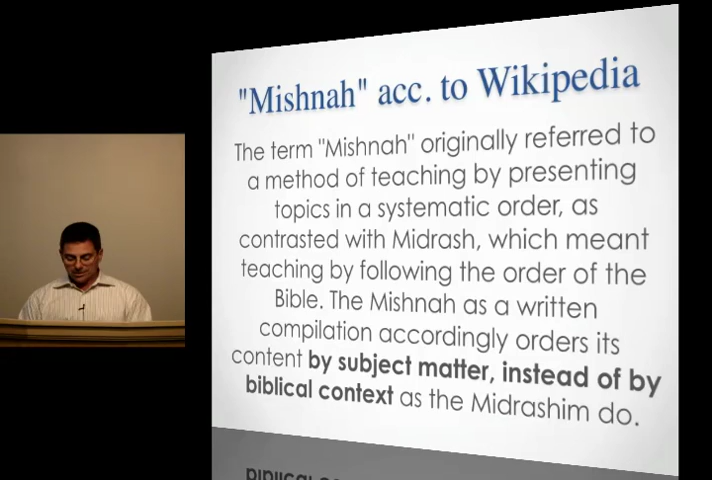 "Mishnah" acc. to Wikipedia
The term "Mishnah" originally referred to
a method of teaching by presenting
topics in a systematic order, as
contrasted with Midrash, which meant
teaching by following the order of the
Bible. The Mishnah as a written
compilation accordingly orders its
content by subject matter, instead of by
biblical context as the Midrashim do.